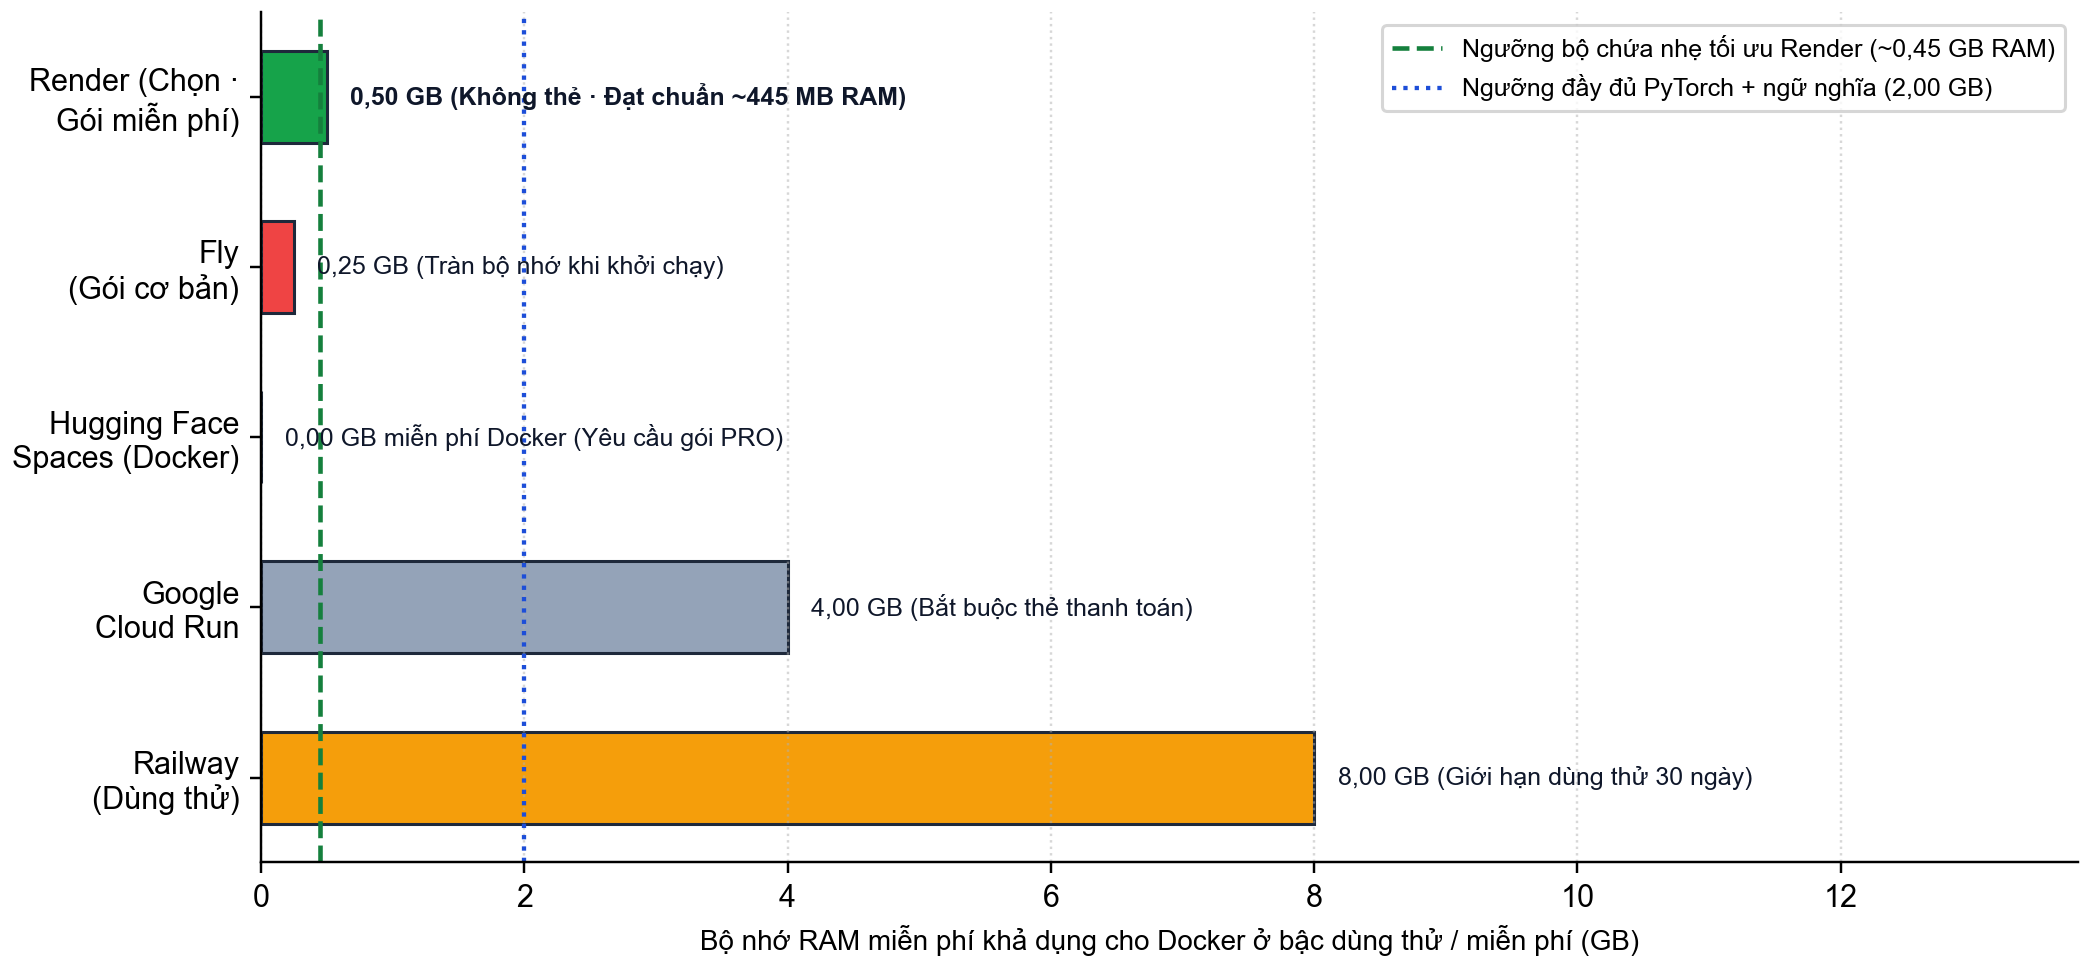 Ngưỡng bộ chứa nhẹ tối ưu Render (~0,45 GB RAM)
Ngưỡng đầy đủ PyTorch + ngữ nghĩa (2,00 GB)
Render (Chọn ·
Gói miễn phí)
0,50 GB (Không thẻ · Đạt chuẩn ~445 MB RAM)
Fly
(Gói cơ bản)
0,25 GB (Tràn bộ nhớ khi khởi chạy)
Hugging Face
Spaces (Docker)
0,00 GB miễn phí Docker (Yêu cầu gói PRO)
Google
Cloud Run
4,00 GB (Bắt buộc thẻ thanh toán)
Railway
(Dùng thử)
8,00 GB (Giới hạn dùng thử 30 ngày)
0 2 4 6 8 10 12
Bộ nhớ RAM miễn phí khả dụng cho Docker ở bậc dùng thử / miễn phí (GB)